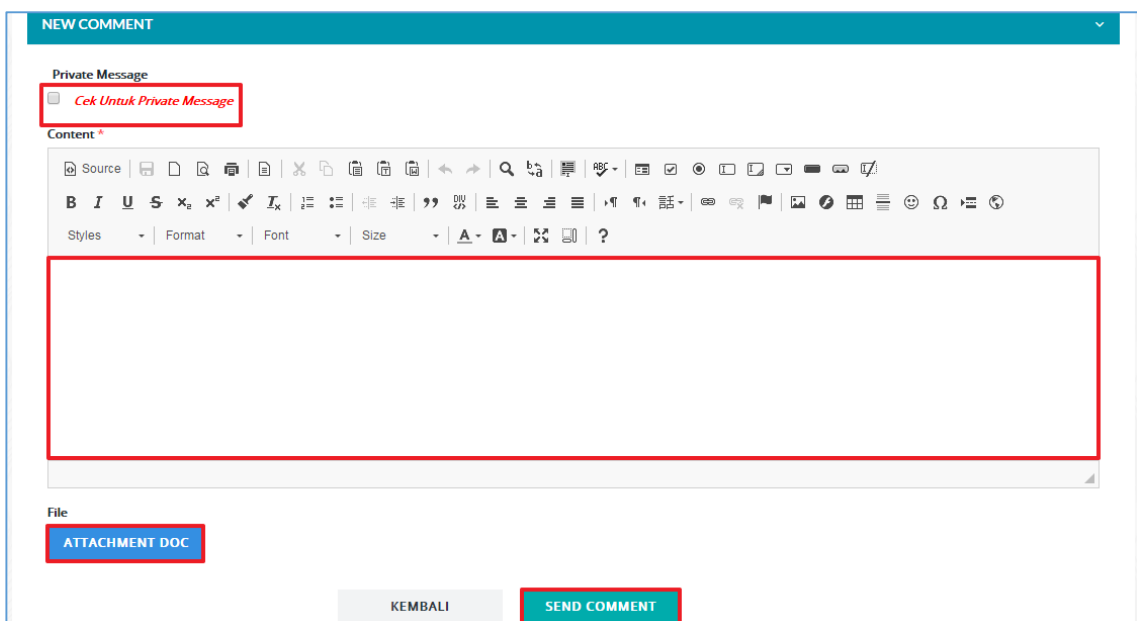 NEW COMMENT
Private Message
Cek Untuk Private Message
Content *
Source
Styles Format Font Size
File
ATTACHMENT DOC
KEMBALI SEND COMMENT